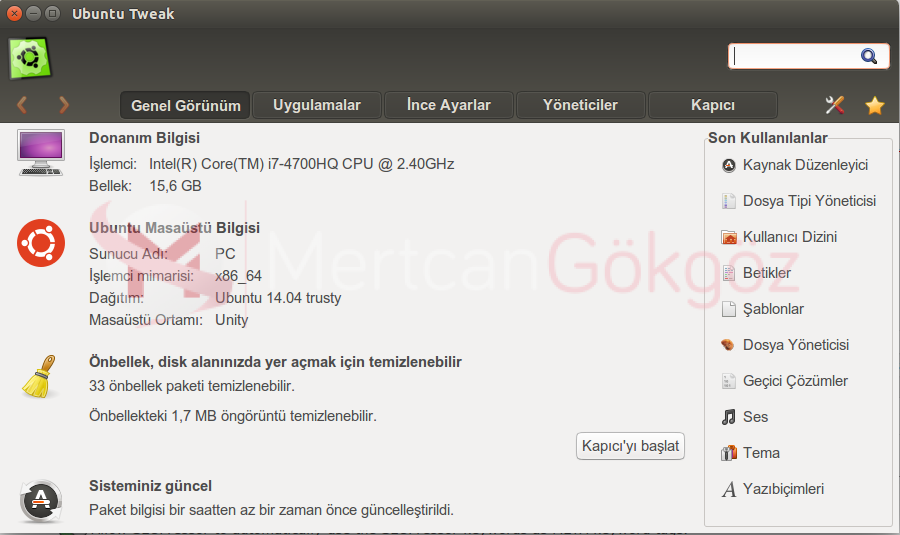 Ubuntu Tweak
Genel Görünüm Uygulamalar İnce Ayarlar Yöneticiler Kapıcı
Donanım Bilgisi
İşlemci: Intel(R) Core(TM) i7-4700HQ CPU @ 2.40GHz
Bellek: 15,6 GB
Ubuntu Masaüstü Bilgisi
Sunucu Adı: PC
İşlemci mimarisi: x86_64
Dağıtım: Ubuntu 14.04 trusty
Masaüstü Ortamı: Unity
MertcanGökgöz
Önbellek, disk alanınızda yer açmak için temizlenebilir
33 önbellek paketi temizlenebilir.
Önbellekteki 1,7 MB öngörüntü temizlenebilir.
Kapıcı'yı başlat
Sisteminiz güncel
Paket bilgisi bir saatten az bir zaman önce güncelleştirildi.
Son Kullanılanlar
Kaynak Düzenleyici
Dosya Tipi Yöneticisi
Kullanıcı Dizini
Betikler
Şablonlar
Dosya Yöneticisi
Geçici Çözümler
Ses
Tema
Yazıbiçimleri